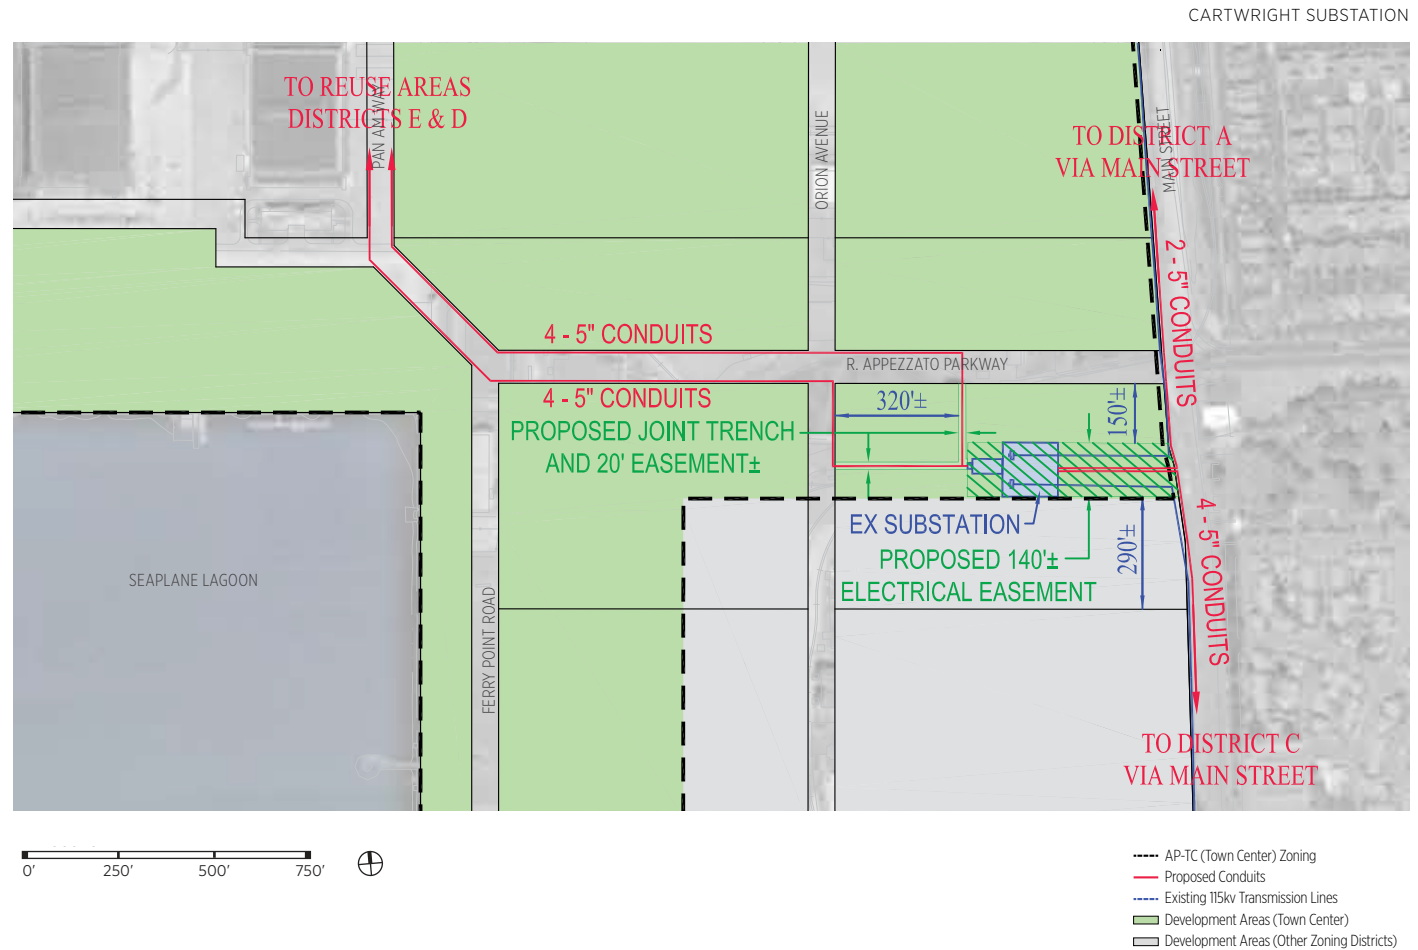 CARTWRIGHT SUBSTATION
TO REUSE AREAS
DISTRICTS E & D
PAN AM WAY
ORION AVENUE
MAIN STREET
TO DISTRICT A
VIA MAIN STREET
2 - 5" CONDUITS
4 - 5" CONDUITS
R. APPEZZATO PARKWAY
4 - 5" CONDUITS
320'±
150'±
PROPOSED JOINT TRENCH
AND 20' EASEMENT±
EX SUBSTATION
PROPOSED 140'±
ELECTRICAL EASEMENT
290'±
4 - 5" CONDUITS
SEAPLANE LAGOON
FERRY POINT ROAD
TO DISTRICT C
VIA MAIN STREET
0' 250' 500' 750'
AP-TC (Town Center) Zoning
Proposed Conduits
Existing 115kv Transmission Lines
Development Areas (Town Center)
Development Areas (Other Zoning Districts)